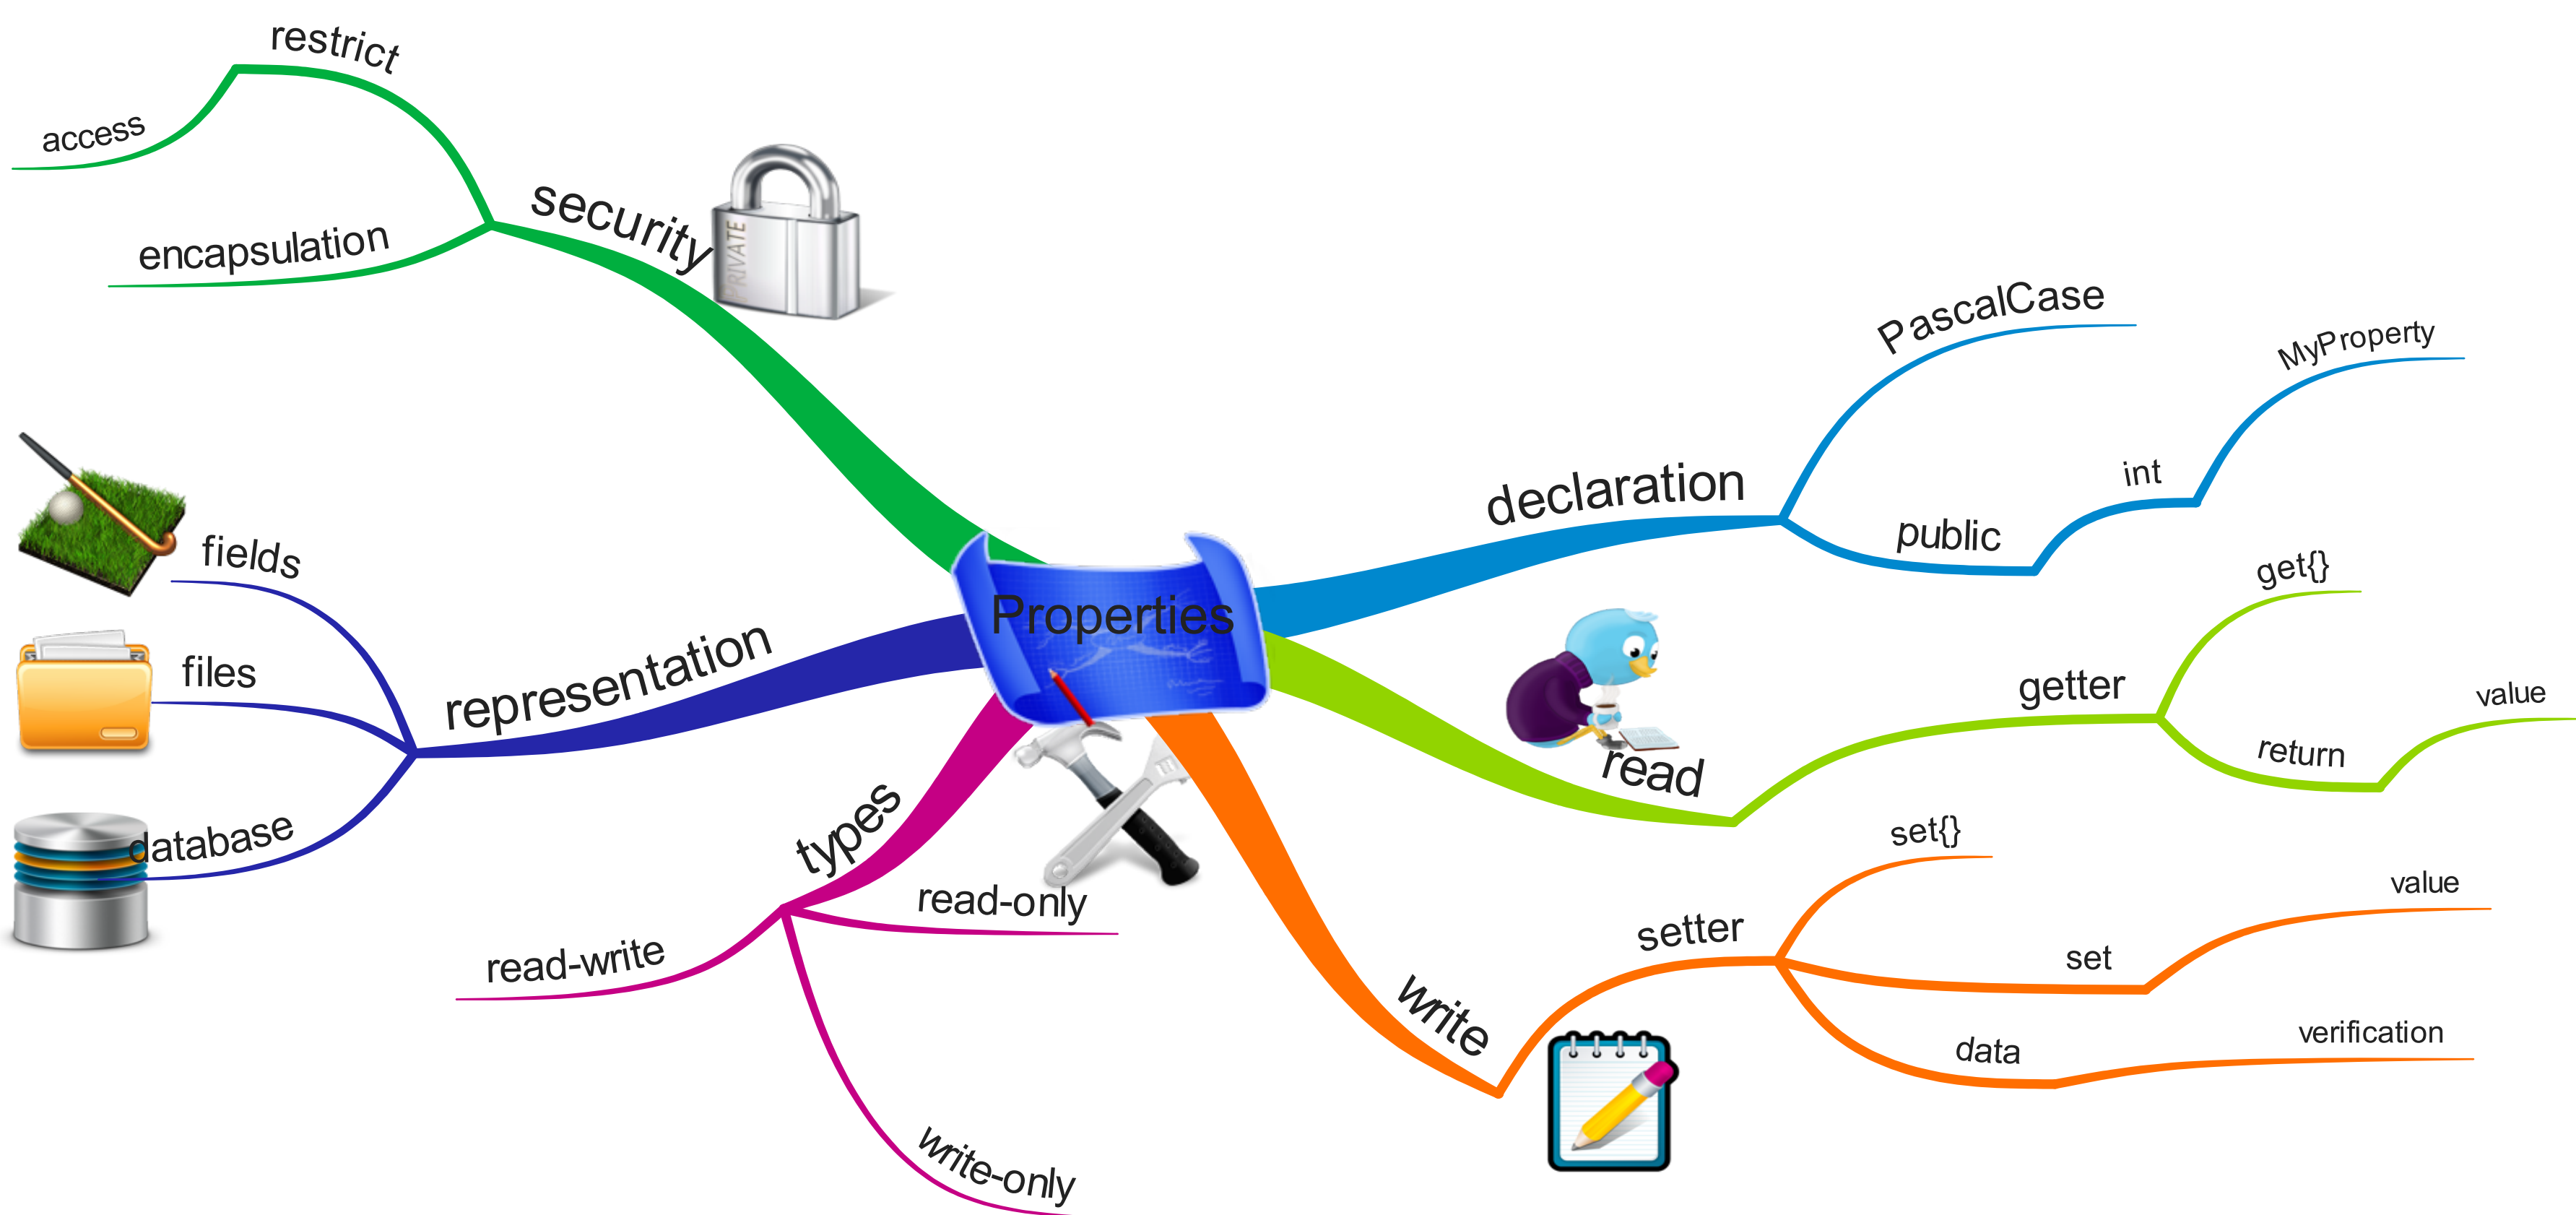 Properties
declaration
PascalCase
public
int
MyProperty
read
getter
get{}
return
value
write
setter
set{}
set
value
data
verification
types
read-only
write-only
read-write
representation
fields
files
database
security
PRIVATE
restrict
access
encapsulation